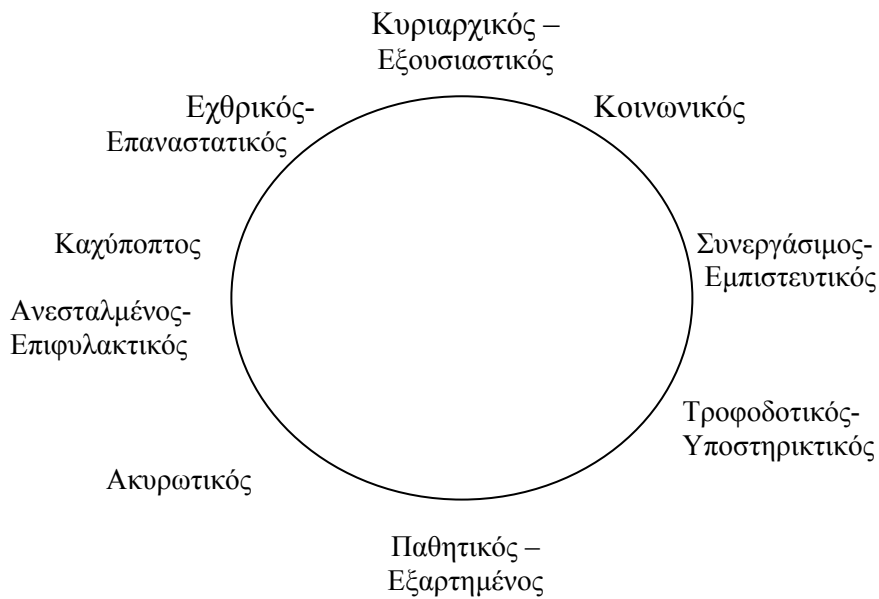 Κυριαρχικός –
Εξουσιαστικός
Εχθρικός-
Επαναστατικός
Κοινωνικός
Καχύποπτος
Συνεργάσιμος-
Εμπιστευτικός
Ανεσταλμένος-
Επιφυλακτικός
Τροφοδοτικός-
Υποστηρικτικός
Ακυρωτικός
Παθητικός –
Εξαρτημένος